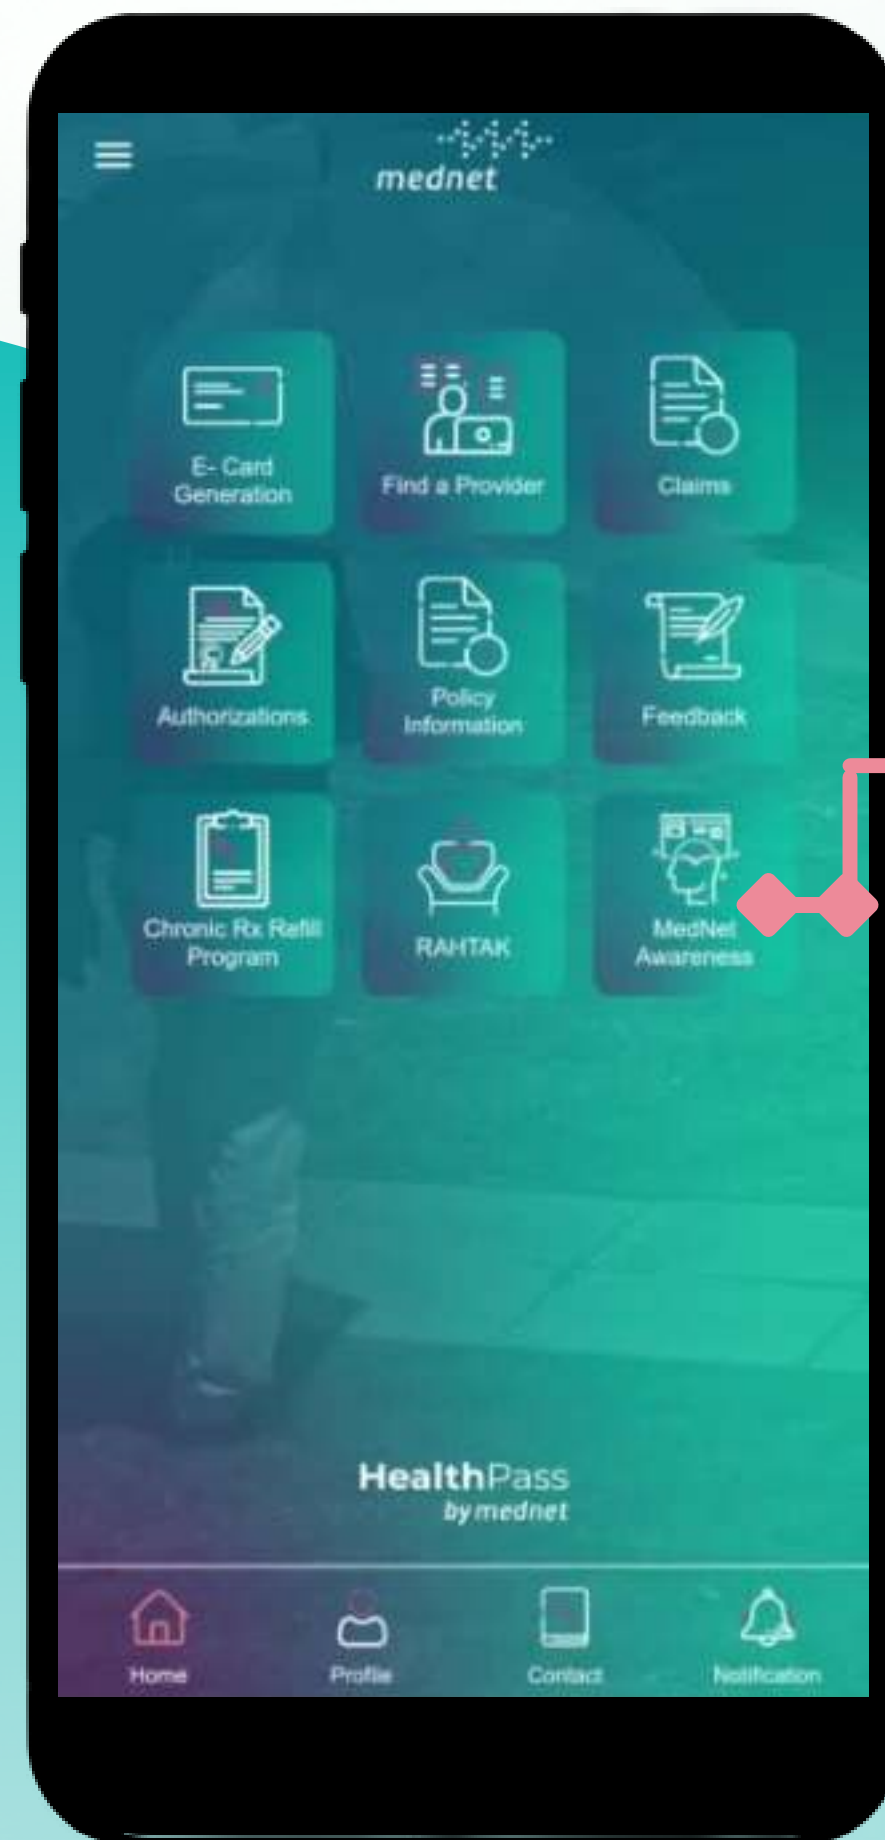 mednet
E- Card
Generation
Find a Provider
Claims
Authorizations
Policy
Information
Feedback
Chronic Rx Refill
Program
RAHTAK
MedNet
Awareness
HealthPass
by mednet
Home
Profile
Contact
Notification